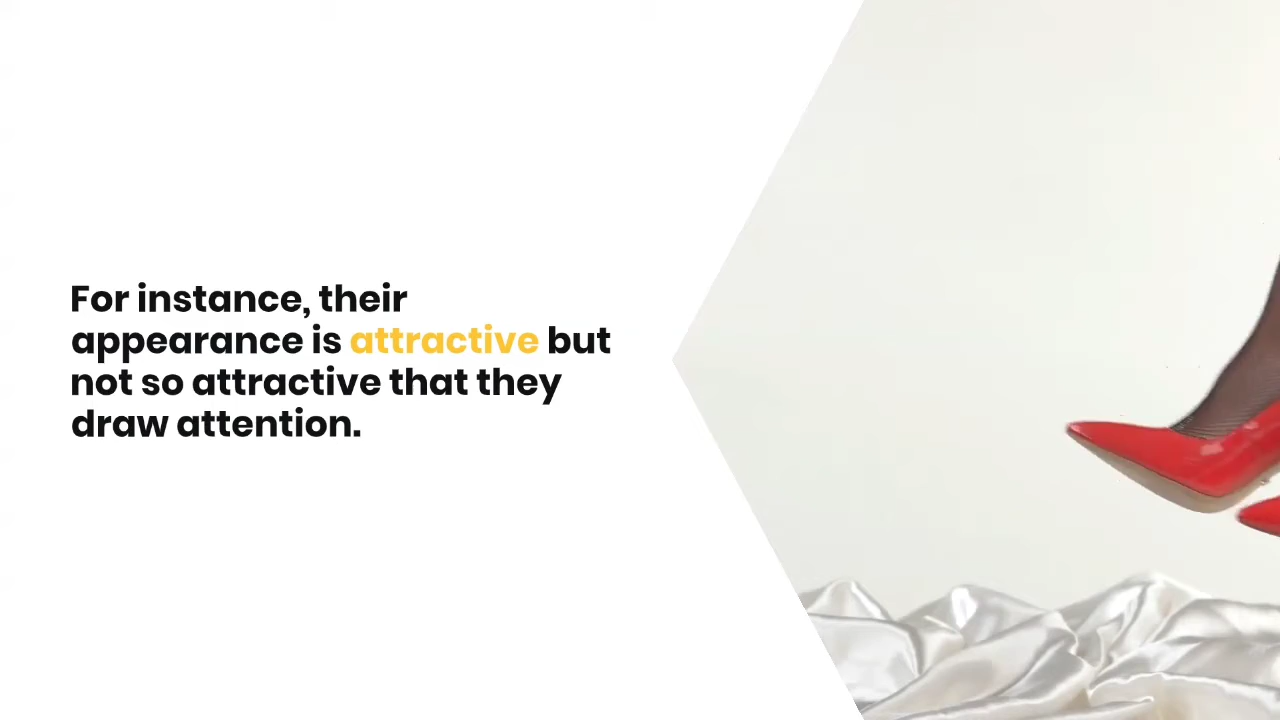 For instance, their
appearance is attractive but
not so attractive that they
draw attention.